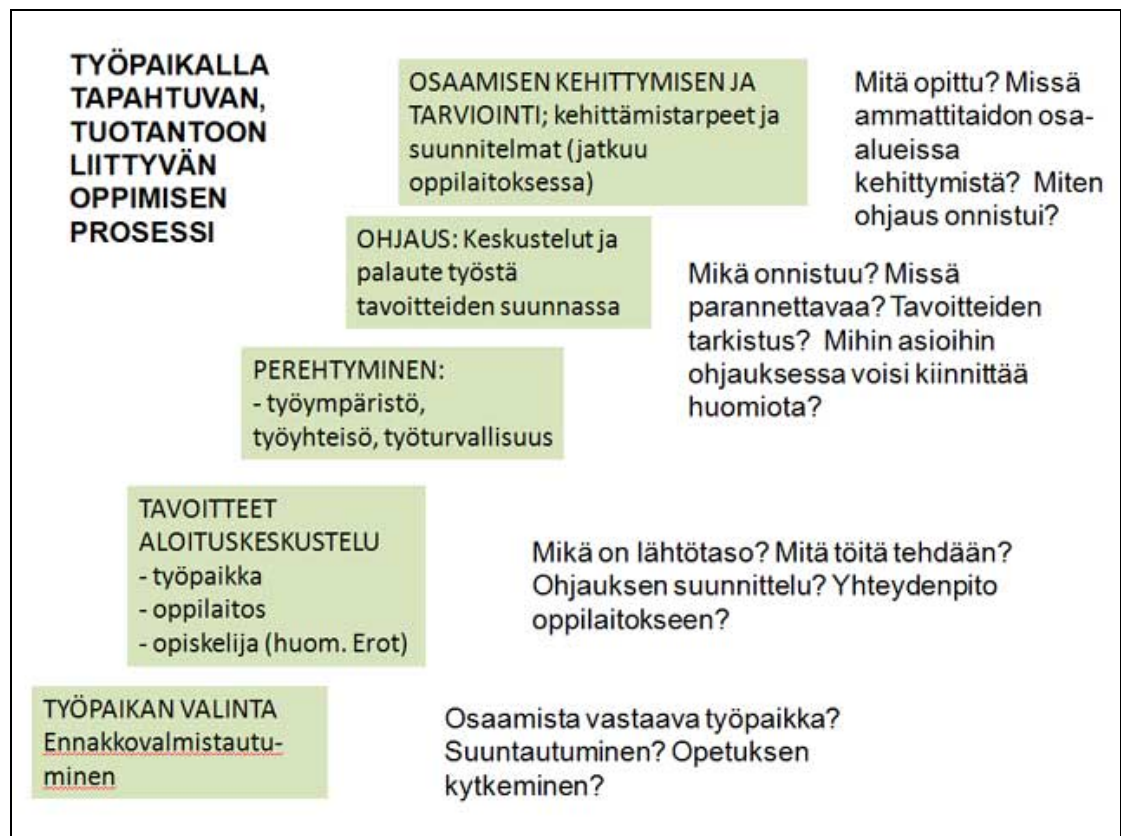 TYÖPAIKALLA
TAPAHTUVAN,
TUOTANTOON
LIITTYVÄN
OPPIMISEN
PROSESSI
OSAAMISEN KEHITTYMISEN JA
TARVIOINTI; kehittämistarpeet ja
suunnitelmat (jatkuu
oppilaitoksessa)
Mitä opittu? Missä
ammattitaidon osa-
alueissa
kehittymistä?  Miten
ohjaus onnistui?
OHJAUS: Keskustelut ja
palaute työstä
tavoitteiden suunnassa
Mikä onnistuu? Missä
parannettavaa? Tavoitteiden
tarkistus?  Mihin asioihin
ohjauksessa voisi kiinnittää
huomiota?
PEREHTYMINEN:
- työympäristö,
työyhteisö, työturvallisuus
TAVOITTEET
ALOITUSKESKUSTELU
- työpaikka
- oppilaitos
- opiskelija (huom. Erot)
Mikä on lähtötaso? Mitä töitä tehdään?
Ohjauksen suunnittelu? Yhteydenpito
oppilaitokseen?
TYÖPAIKAN VALINTA
Ennakkovalmistautu-
minen
Osaamista vastaava työpaikka?
Suuntautuminen? Opetuksen
kytkeminen?